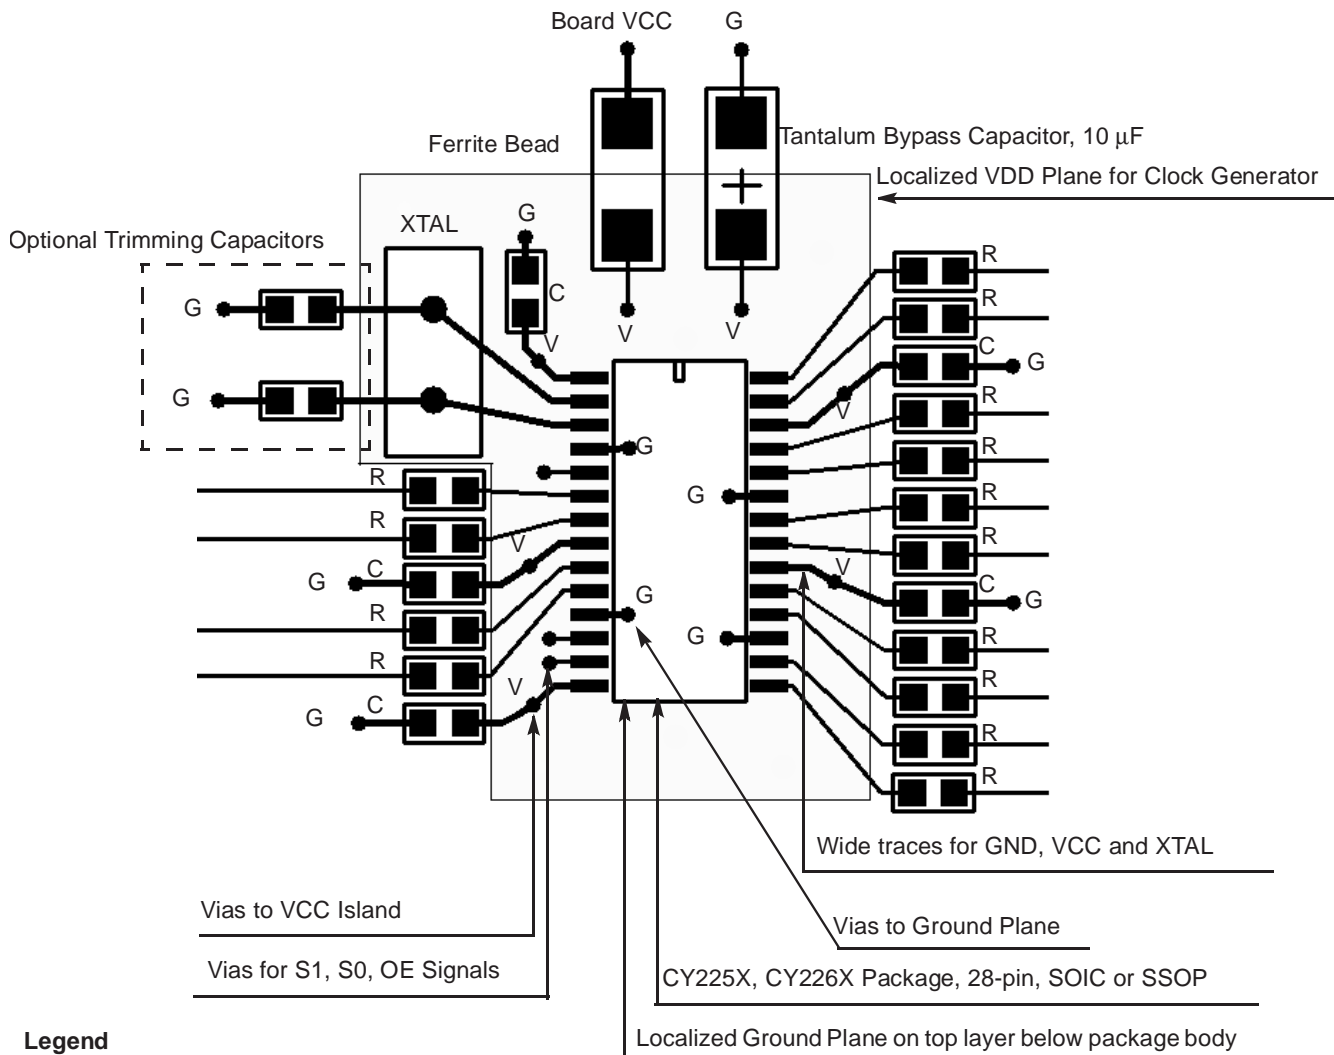 Board VCC G
Ferrite Bead
Tantalum Bypass Capacitor, 10 µF
Localized VDD Plane for Clock Generator
XTAL
G
Optional Trimming Capacitors
R
C
G
R
V
V
V
C
G
G
R
V
R
G
R
R
G
R
R
R
V
V
G
C
C
G
G
R
G
R
R
R
V
G
C
R
R
Wide traces for GND, VCC and XTAL
Vias to VCC Island
Vias to Ground Plane
Vias for S1, S0, OE Signals
CY225X, CY226X Package, 28-pin, SOIC or SSOP
Legend
Localized Ground Plane on top layer below package body